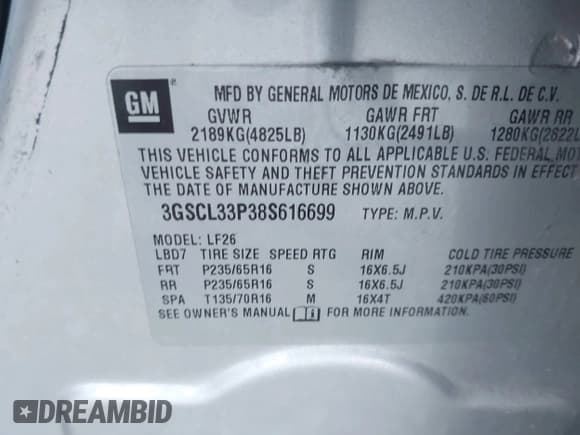 GM
MFD BY GENERAL MOTORS DE MEXICO, S. DE R.L. DE C.V.
GVWR GAWR FRT GAWR RR
2189KG(4825LB) 1130KG(2491LB) 1280KG(2822L
THIS VEHICLE CONFORMS TO ALL APPLICABLE U.S. FEDERAL MOT
VEHICLE SAFETY AND THEFT PREVENTION STANDARDS IN EFFECT
THE DATE OF MANUFACTURE SHOWN ABOVE.
3GSCL33P38S616699 TYPE: M.P.V.
MODEL: LF26
LBD7 TIRE SIZE SPEED RTG RIM COLD TIRE PRESSURE
FRT P235/65R16 S 16X6.5J 210KPA(30PSI)
RR P235/65R16 S 16X6.5J 210KPA(30PSI)
SPA T135/70R16 M 16X4T 420KPA(60PSI)
SEE OWNER'S MANUAL FOR MORE INFORMATION.
DREAMBID